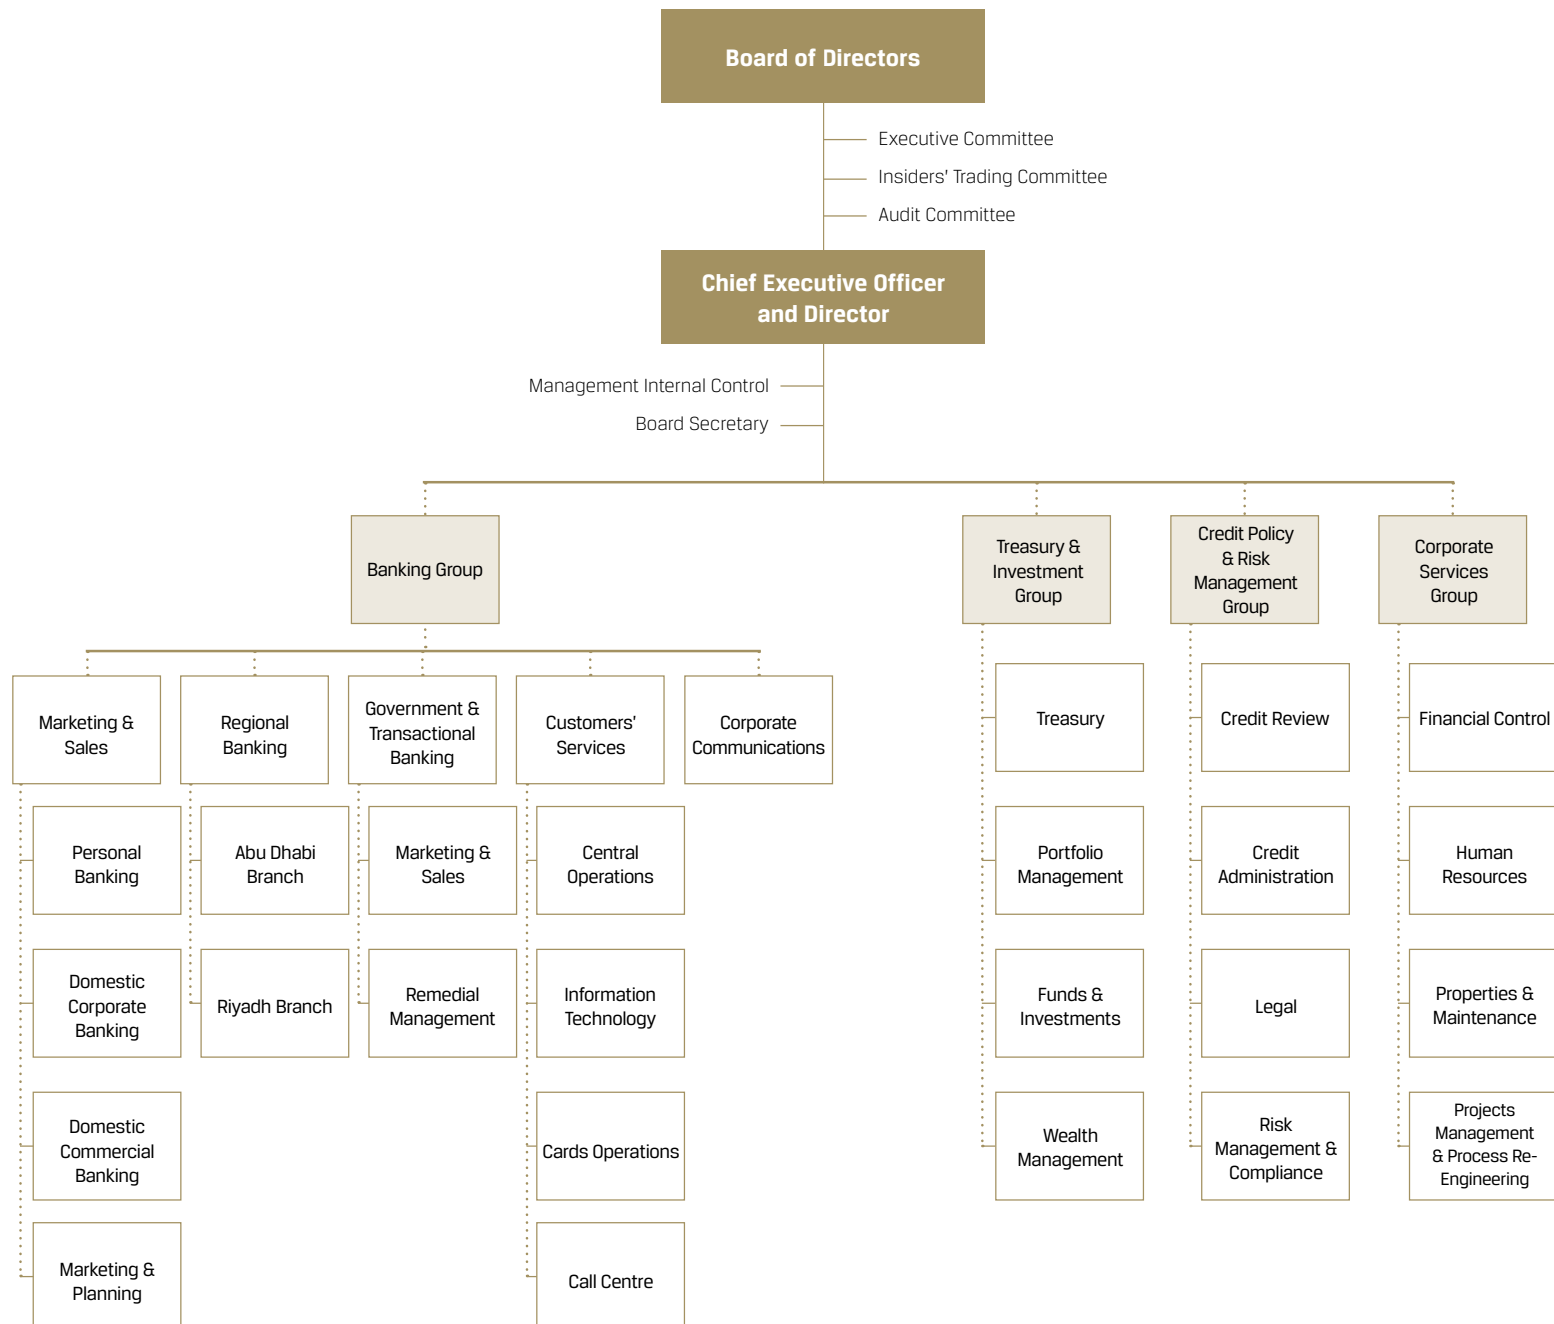 Board of Directors
Executive Committee
Insiders' Trading Committee
Audit Committee
Chief Executive Officer
and Director
Management Internal Control
Board Secretary
Banking Group
Treasury &
Investment
Group
Credit Policy
& Risk
Management
Group
Corporate
Services
Group
Marketing &
Sales
Regional
Banking
Government &
Transactional
Banking
Customers'
Services
Corporate
Communications
Treasury
Credit Review
Financial Control
Personal
Banking
Abu Dhabi
Branch
Marketing &
Sales
Central
Operations
Portfolio
Management
Credit
Administration
Human
Resources
Domestic
Corporate
Banking
Riyadh Branch
Remedial
Management
Information
Technology
Funds &
Investments
Legal
Properties &
Maintenance
Domestic
Commercial
Banking
Cards Operations
Wealth
Management
Risk
Management &
Compliance
Projects
Management
& Process Re-
Engineering
Marketing &
Planning
Call Centre